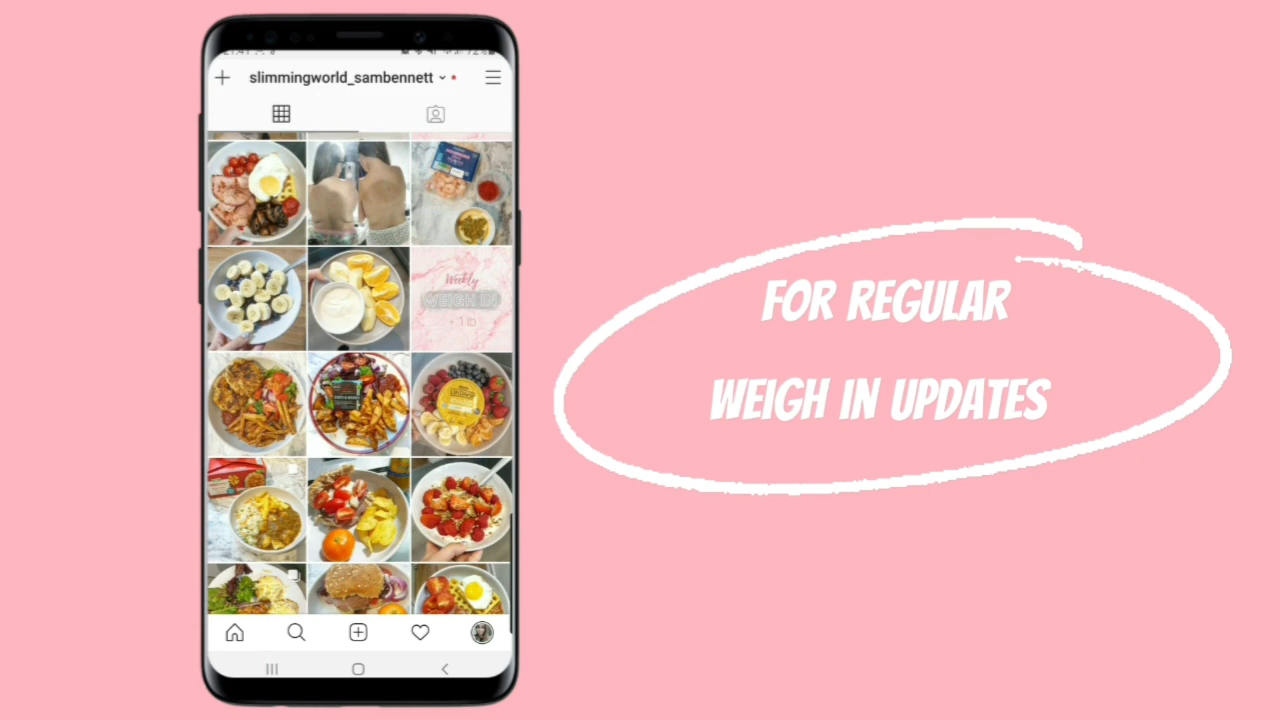 slimmingworld_sambennett
Weekly
WEIGH IN
FOR REGULAR
WEIGH IN UPDATES